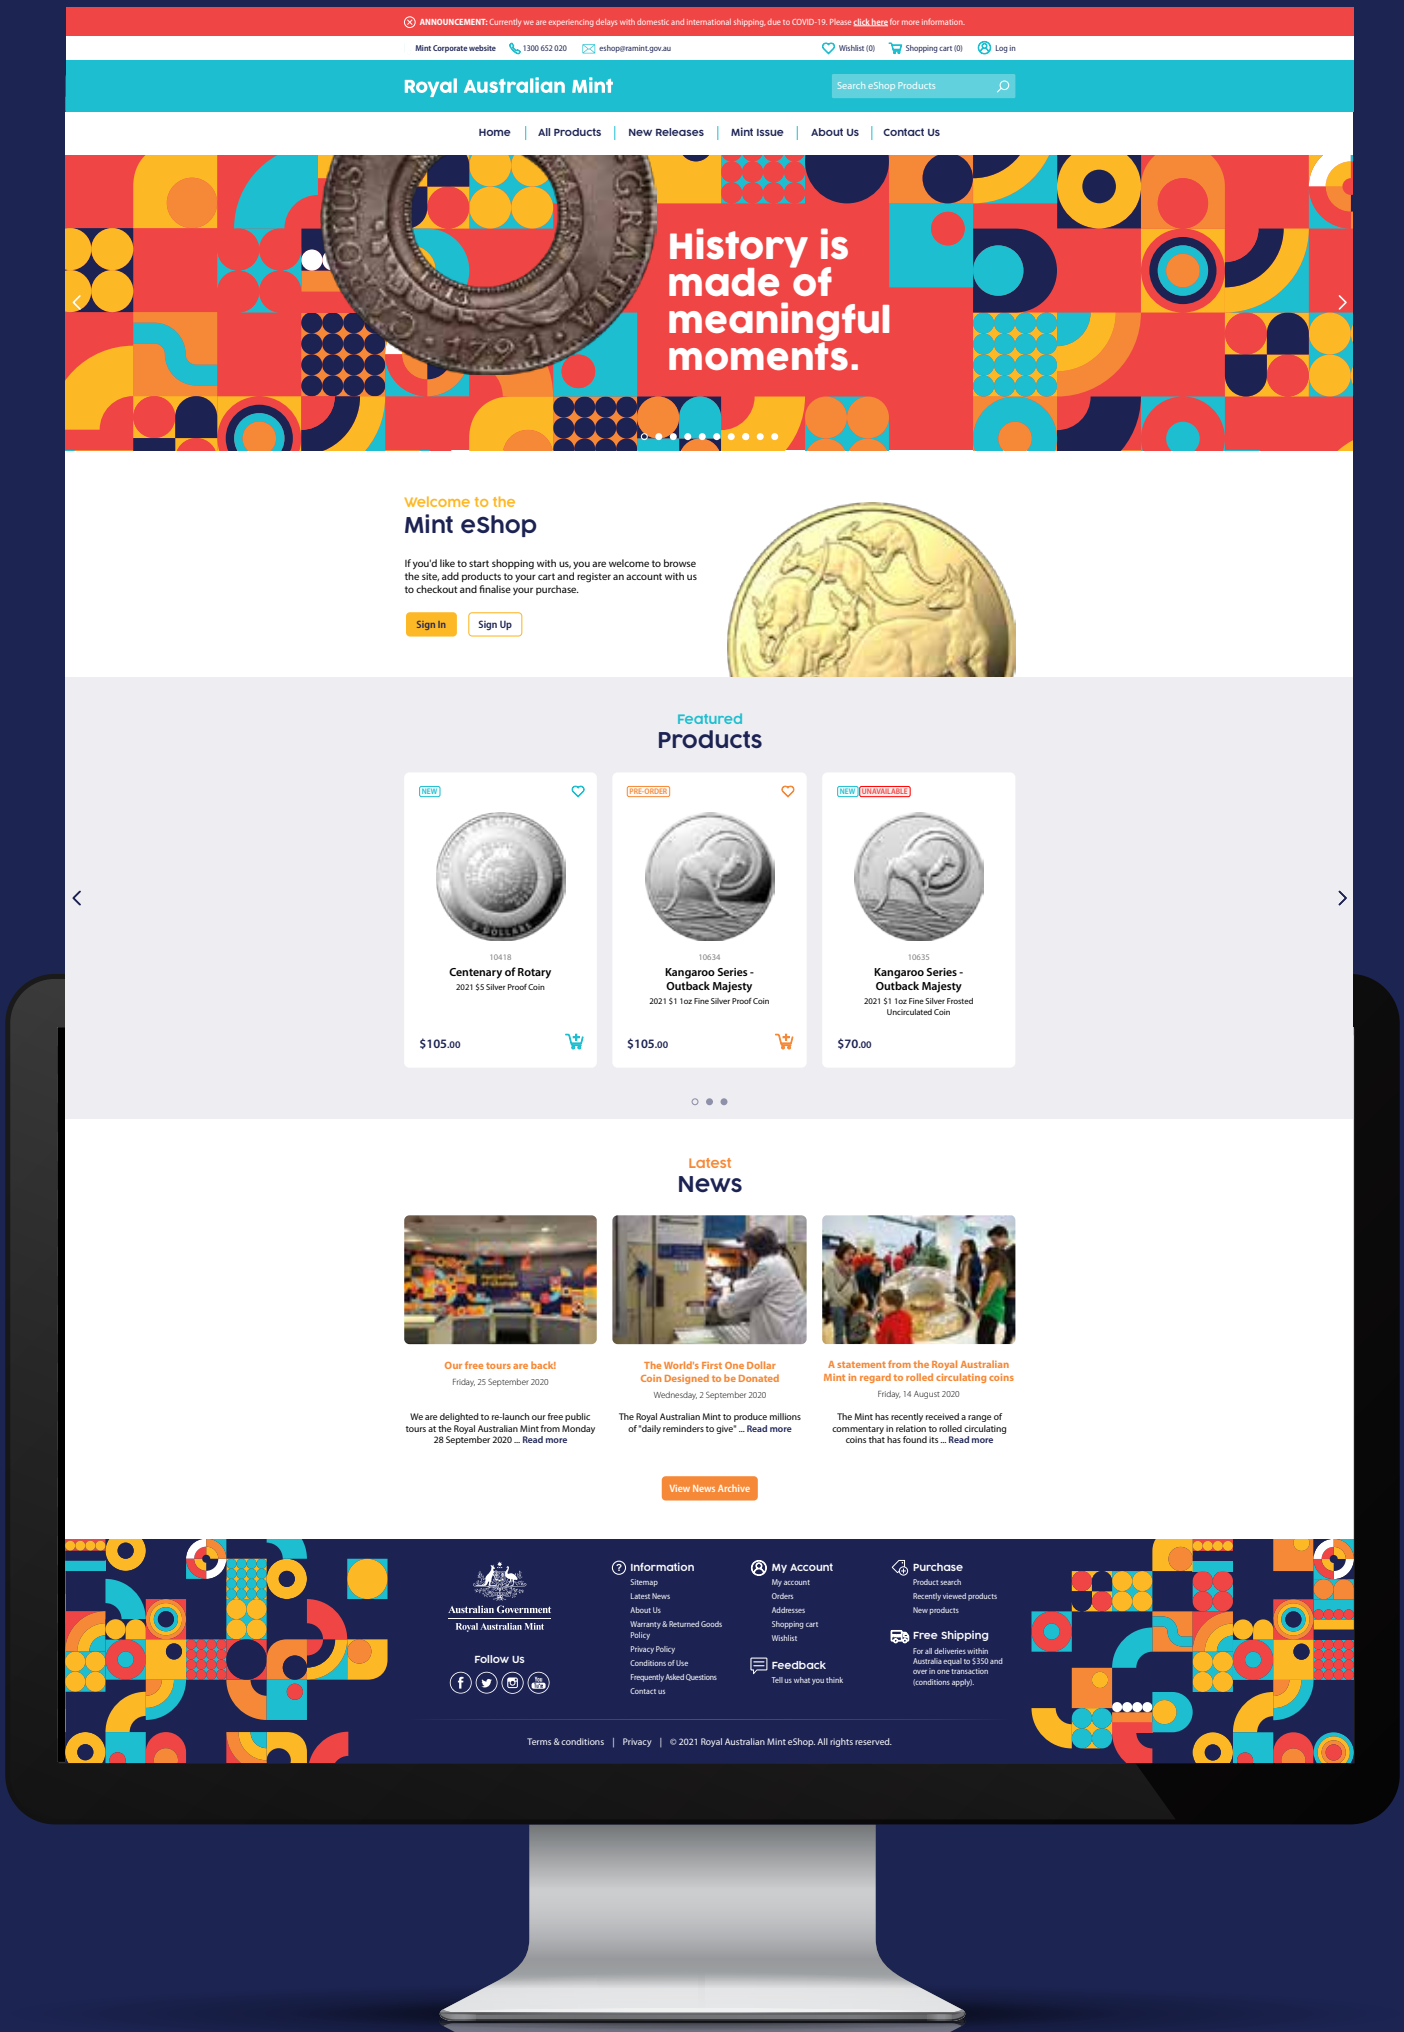 ANNOUNCEMENT: Currently we are experiencing delays with domestic and international shipping, due to COVID-19. Please click here for more information.
Mint Corporate website 1300 652 020 eshop@ramint.gov.au Wishlist (0) Shopping cart (0) Log in
Royal Australian Mint Search eShop Products
Home | All Products | New Releases | Mint Issue | About Us | Contact Us
History is
made of
meaningful
moments.
Welcome to the
Mint eShop
If you'd like to start shopping with us, you are welcome to browse
the site, add products to your cart and register an account with us
to checkout and finalise your purchase.
Sign In Sign Up
Featured
Products
NEW
5 DOLLARS
10418
Centenary of Rotary
2021 $5 Silver Proof Coin
$105.00
PRE-ORDER
10634
Kangaroo Series -
Outback Majesty
2021 $1 1oz Fine Silver Proof Coin
$105.00
NEW UNAVAILABLE
10635
Kangaroo Series -
Outback Majesty
2021 $1 1oz Fine Silver Frosted
Uncirculated Coin
$70.00
Latest
News
Our free tours are back!
Friday, 25 September 2020
We are delighted to re-launch our free public
tours at the Royal Australian Mint from Monday
28 September 2020 ... Read more
The World's First One Dollar
Coin Designed to be Donated
Wednesday, 2 September 2020
The Royal Australian Mint to produce millions
of "daily reminders to give" ... Read more
A statement from the Royal Australian
Mint in regard to rolled circulating coins
Friday, 14 August 2020
The Mint has recently received a range of
commentary in relation to rolled circulating
coins that has found its ... Read more
View News Archive
Australian Government
Royal Australian Mint
Follow Us
You Tube
Information
Sitemap
Latest News
About Us
Warranty & Returned Goods
Policy
Privacy Policy
Conditions of Use
Frequently Asked Questions
Contact us
My Account
My account
Orders
Addresses
Shopping cart
Wishlist
Feedback
Tell us what you think
Purchase
Product search
Recently viewed products
New products
Free Shipping
For all deliveries within
Australia equal to $350 and
over in one transaction
(conditions apply).
Terms & conditions | Privacy | © 2021 Royal Australian Mint eShop. All rights reserved.